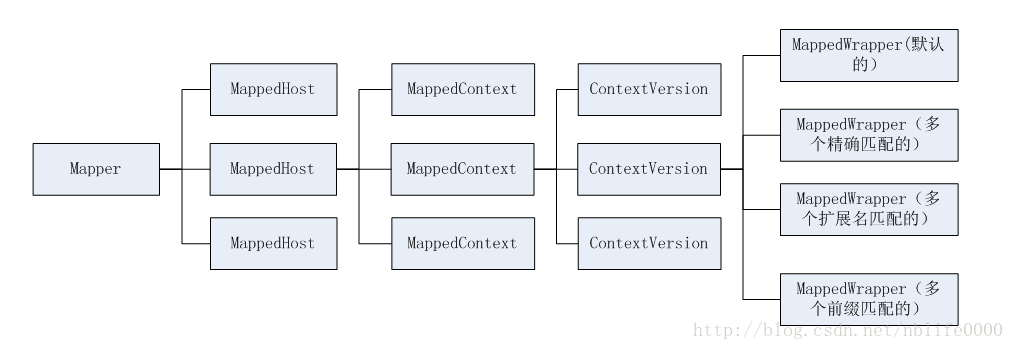 MappedWrapper(默认
的）
MappedHost
MappedContext
ContextVersion
MappedWrapper（多
个精确匹配的）
Mapper
MappedHost
MappedContext
ContextVersion
MappedWrapper（多
个扩展名匹配的）
MappedHost
MappedContext
ContextVersion
MappedWrapper（多
个前缀匹配的）
http://blog.csdn.net/nbfife0000